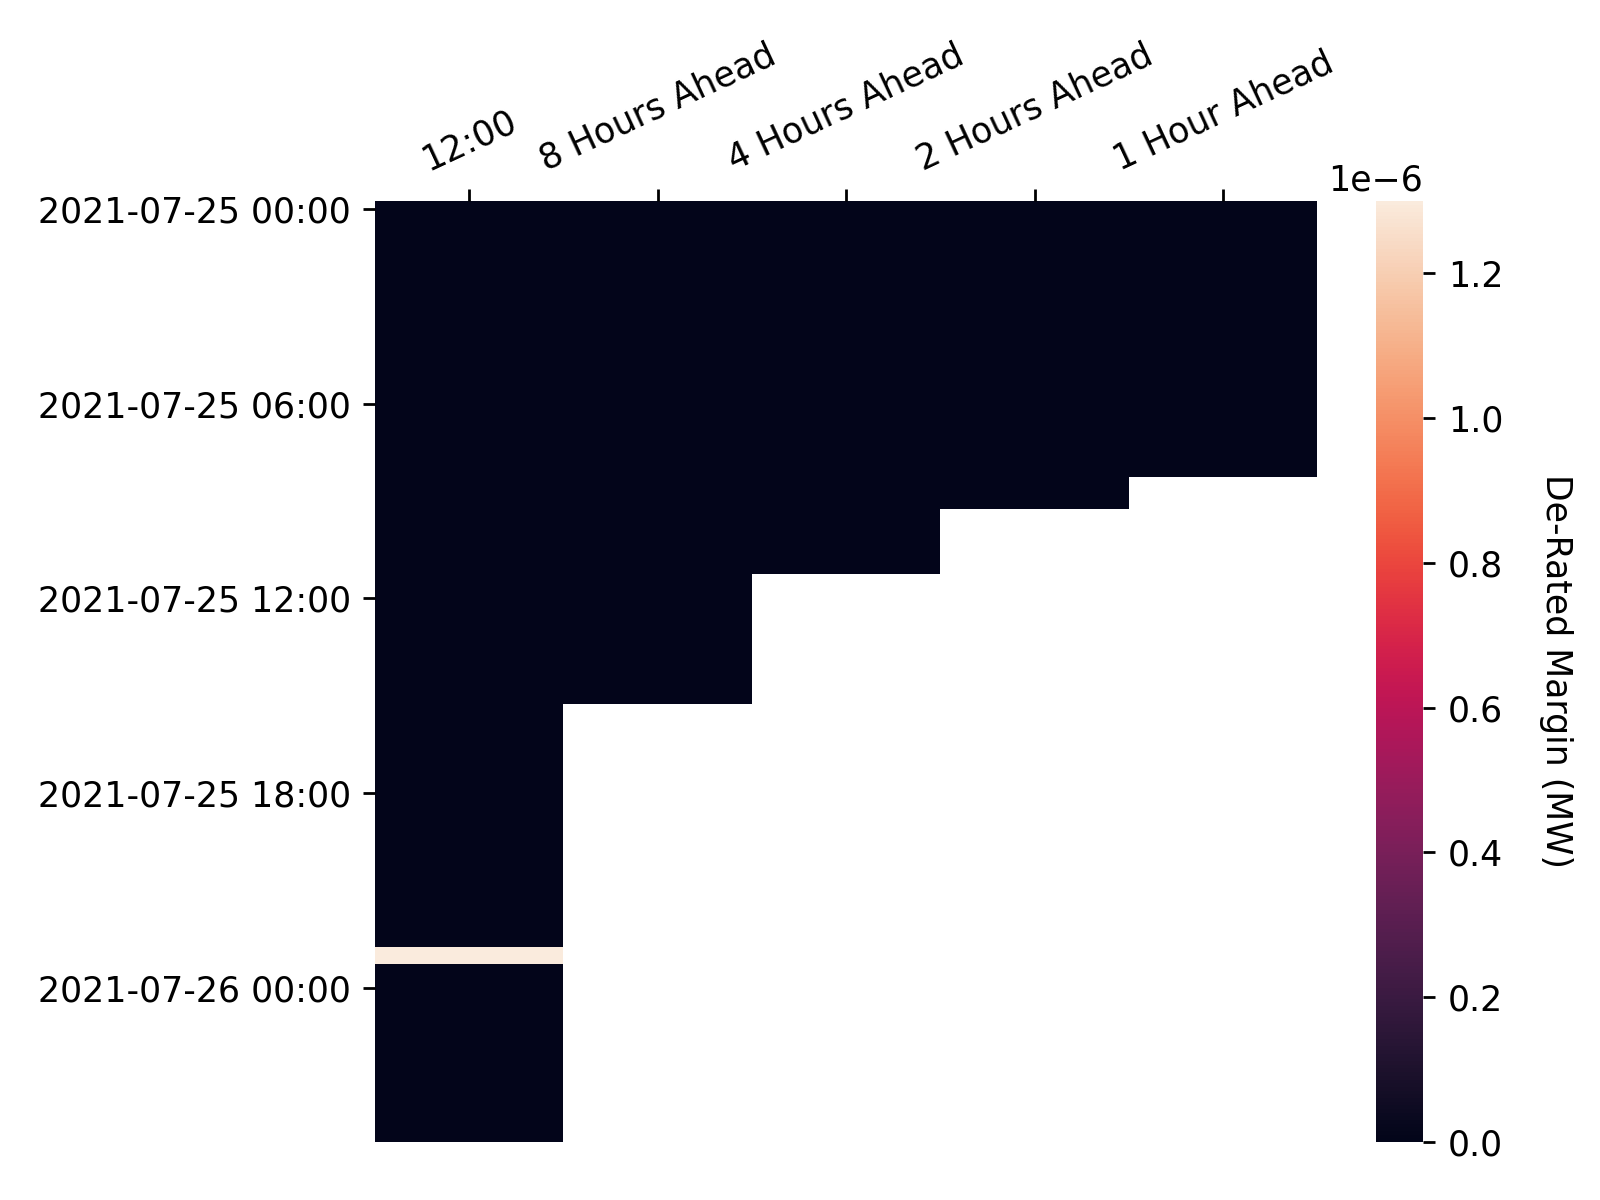 12:00
8 Hours Ahead
4 Hours Ahead
2 Hours Ahead
1 Hour Ahead
1e−6
2021-07-25 00:00
2021-07-25 06:00
2021-07-25 12:00
2021-07-25 18:00
2021-07-26 00:00
1.2
1.0
0.8
0.6
0.4
0.2
0.0
De-Rated Margin (MW)